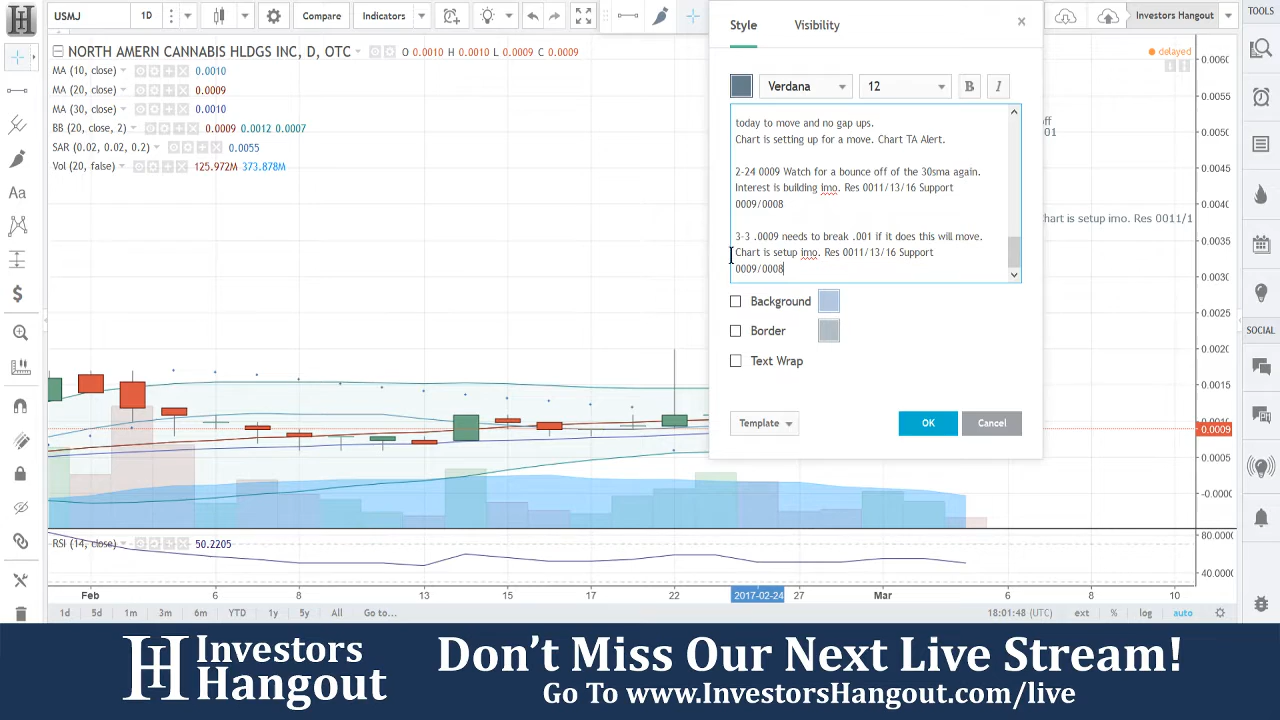 USMJ 1D Compare Indicators Investors Hangout
TOOLS
NORTH AMERN CANNABIS HLDGS INC, D, OTC O 0.0010 H 0.0010 L 0.0009 C 0.0009
delayed
MA (10, close) 0.0010
MA (20, close) 0.0009
MA (30, close) 0.0010
BB (20, close, 2) 0.0009 0.0012 0.0007
SAR (0.02, 0.02, 0.2) 0.0055
Vol (20, false) 125.972M 373.878M
Style Visibility
Verdana 12 B I
today to move and no gap ups.
Chart is setting up for a move. Chart TA Alert.
2-24 0009 Watch for a bounce off of the 30sma again.
Interest is building imo. Res 0011/13/16 Support
0009/0008
3-3 .0009 needs to break .001 if it does this will move.
Chart is setup imo. Res 0011/13/16 Support
0009/0008
Background
Border
Text Wrap
Template OK Cancel
off
01
hart is setup imo. Res 0011/1
0.0060
0.0055
0.0050
0.0045
0.0040
0.0035
0.0030
0.0025
0.0020
0.0015
0.0010
0.0009
0.0005
-0.0000
80.0000
40.0000
SOCIAL
Aa
RSI (14, close) 50.2205
Feb 6 8 13 15 17 22 2017-02-24 27 Mar 3 6 8 10
1d 5d 1m 3m 6m YTD 1y 5y All Go to... 18:01:48 (UTC) ext % log auto
Investors
Hangout
Don't Miss Our Next Live Stream!
Go To www.InvestorsHangout.com/live